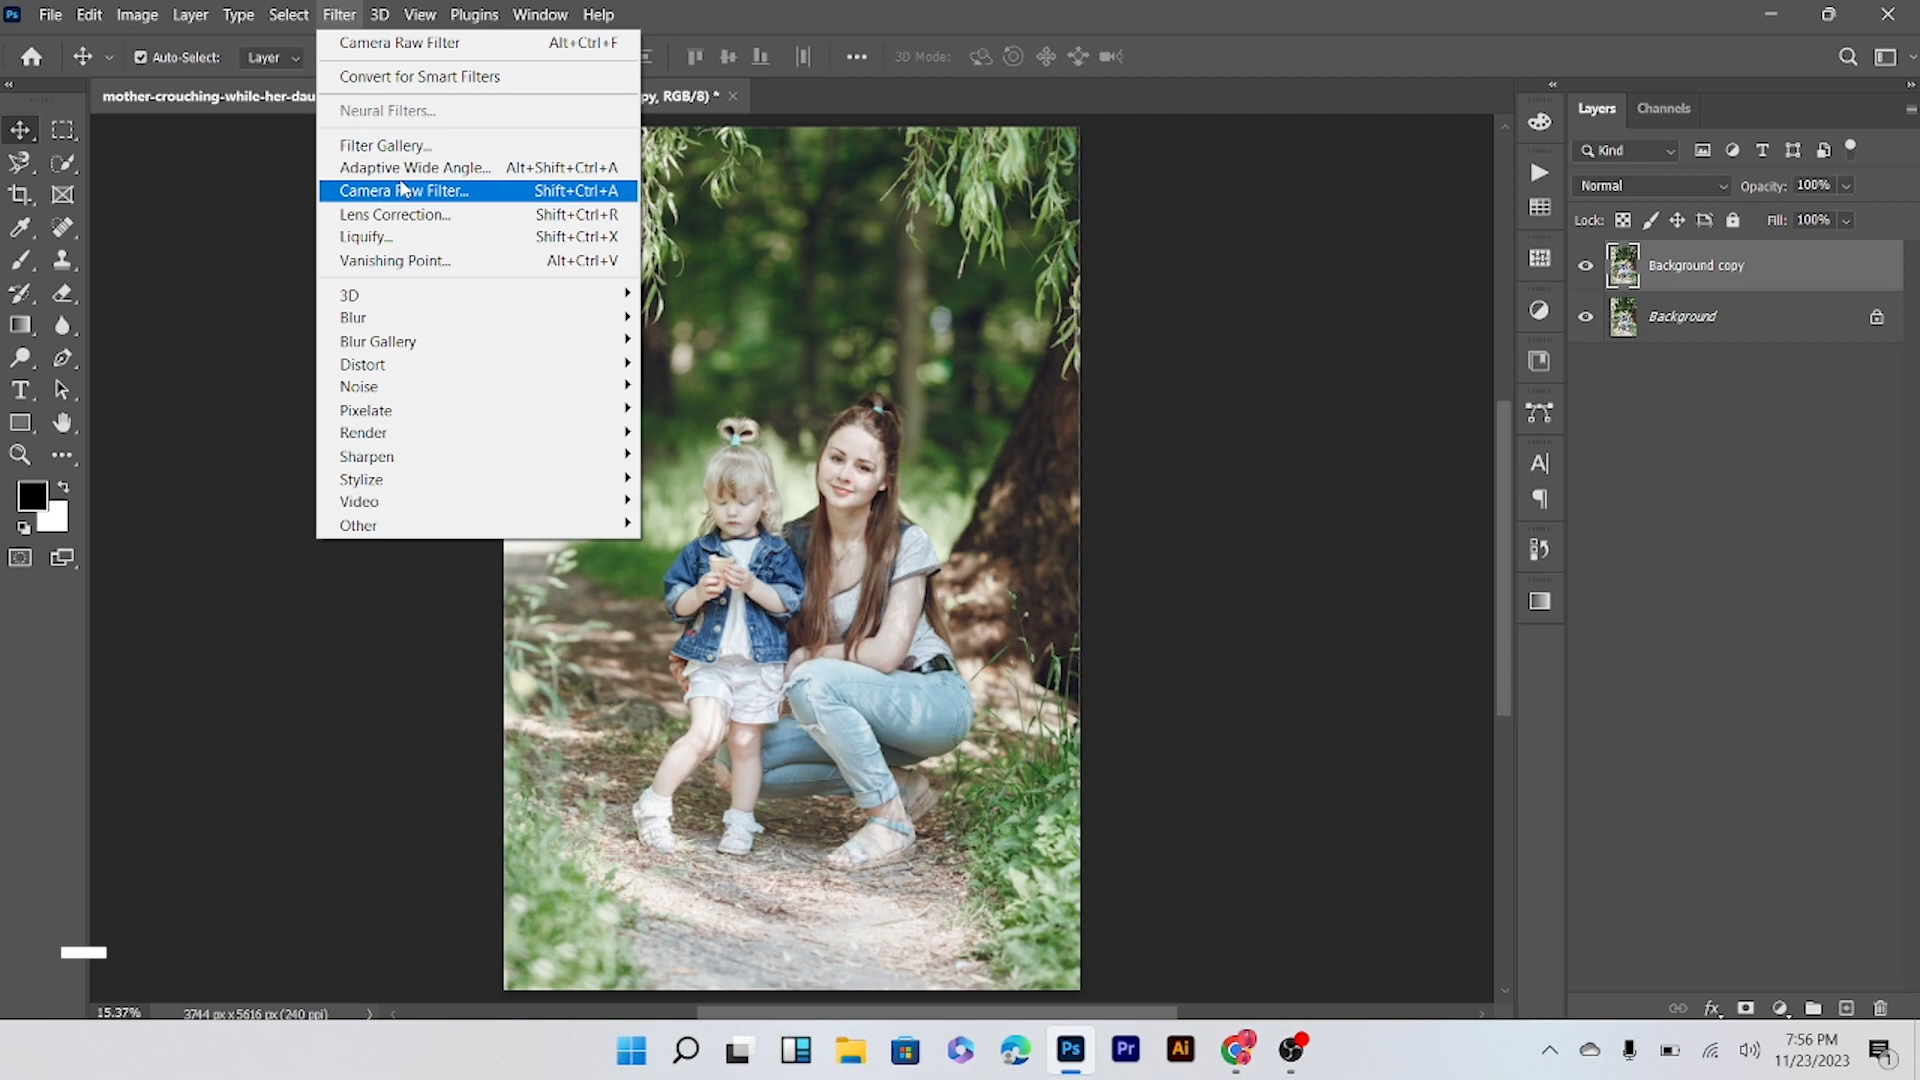 Ps File Edit Image Layer Type Select Filter 3D View Plugins Window Help
Auto-Select: Layer 3D Mode:
mother-crouching-while-her-dau py, RGB/8) *
Camera Raw Filter Alt+Ctrl+F
Convert for Smart Filters
Neural Filters...
Filter Gallery...
Adaptive Wide Angle... Alt+Shift+Ctrl+A
Camera Raw Filter... Shift+Ctrl+A
Lens Correction... Shift+Ctrl+R
Liquify... Shift+Ctrl+X
Vanishing Point... Alt+Ctrl+V
3D
Blur
Blur Gallery
Distort
Noise
Pixelate
Render
Sharpen
Stylize
Video
Other
Layers Channels
Kind
Normal Opacity: 100%
Lock: Fill: 100%
Background copy
Background
15.37% 3744 px x 5616 px (240 ppi)
Ps Pr Ai
7:56 PM
11/23/2023
1